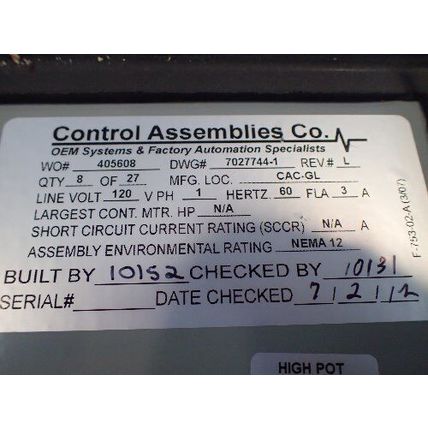 Control Assemblies Co.
OEM Systems & Factory Automation Specialists
WO# 405608 DWG# 7027744-1 REV# L
QTY 8 OF 27 MFG. LOC. CAC-GL
LINE VOLT 120 V PH 1 HERTZ 60 FLA 3 A
LARGEST CONT. MTR. HP N/A
SHORT CIRCUIT CURRENT RATING (SCCR) N/A A
ASSEMBLY ENVIRONMENTAL RATING NEMA 12
BUILT BY 10152 CHECKED BY 10131
SERIAL# DATE CHECKED 7/2/12
F-753-02-A (3/07)
HIGH POT